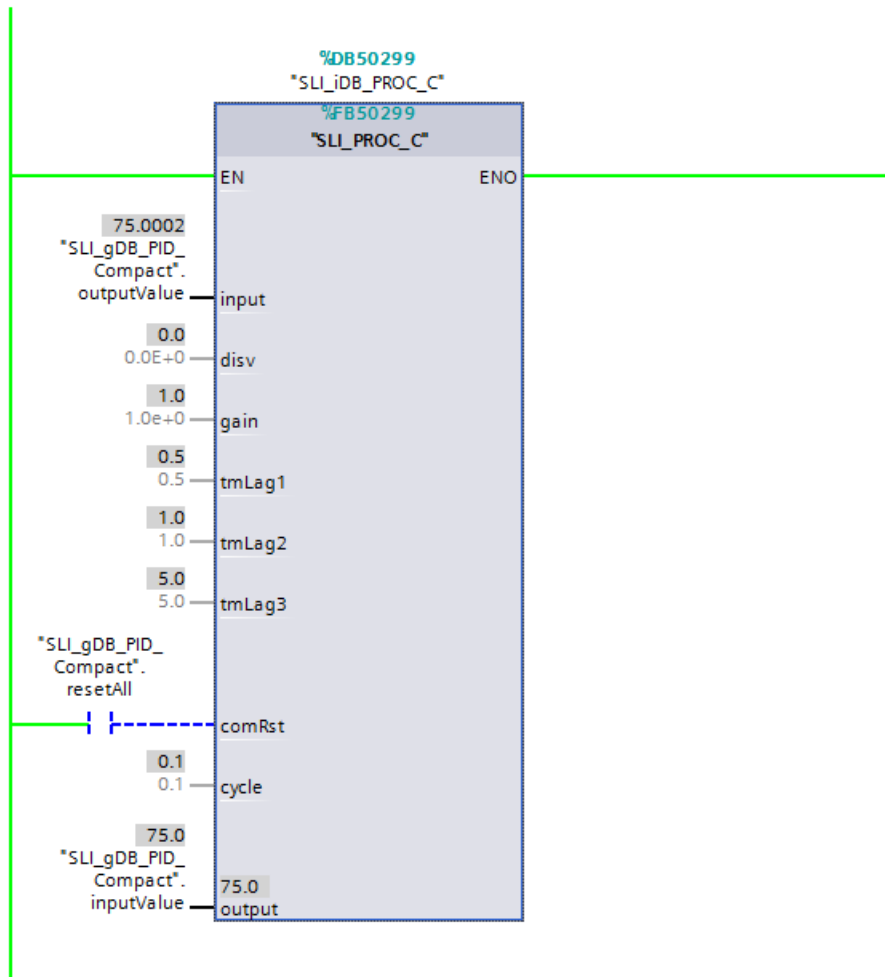 %DB50299
"SLI_iDB_PROC_C"
%FB50299
"SLI_PROC_C"
EN
ENO
75.0002
"SLI_gDB_PID_
Compact".
outputValue
input
0.0
0.0E+0
disv
1.0
1.0e+0
gain
0.5
0.5
tmLag1
1.0
1.0
tmLag2
5.0
5.0
tmLag3
"SLI_gDB_PID_
Compact".
resetAll
comRst
0.1
0.1
cycle
75.0
"SLI_gDB_PID_
Compact".
inputValue
75.0
output